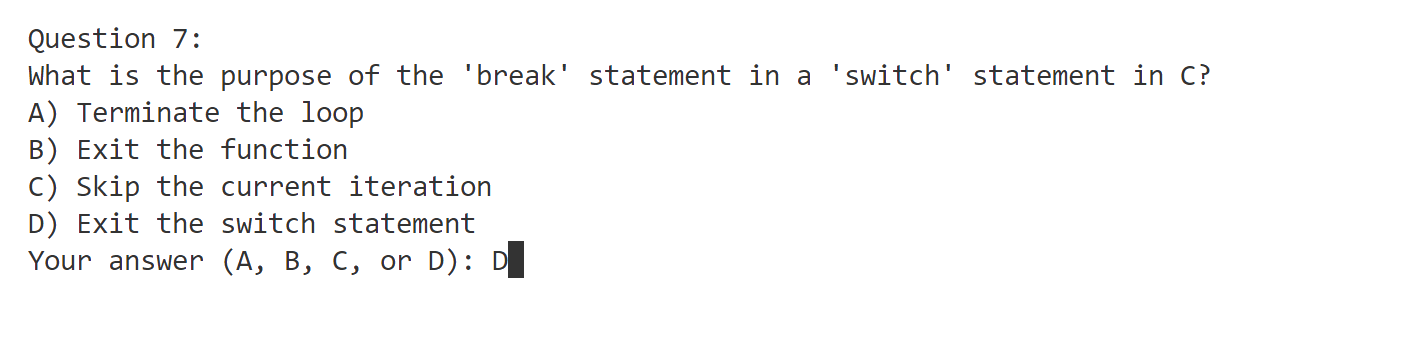 Question 7:
What is the purpose of the 'break' statement in a 'switch' statement in C?
A) Terminate the loop
B) Exit the function
C) Skip the current iteration
D) Exit the switch statement
Your answer (A, B, C, or D): D